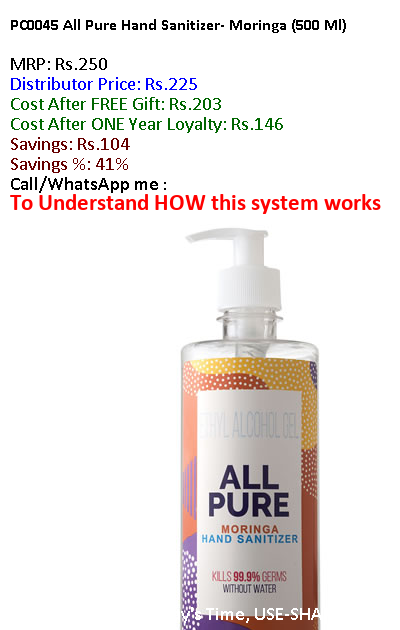 PC0045 All Pure Hand Sanitizer- Moringa (500 Ml)
MRP: Rs.250
Distributor Price: Rs.225
Cost After FREE Gift: Rs.203
Cost After ONE Year Loyalty: Rs.146
Savings: Rs.104
Savings %: 41%
Call/WhatsApp me :
To Understand HOW this system works
ETHYL ALCOHOL GEL
ALL
PURE
MORINGA
HAND SANITIZER
KILLS 99.9% GERMS
WITHOUT WATER
Time, USE-SHA